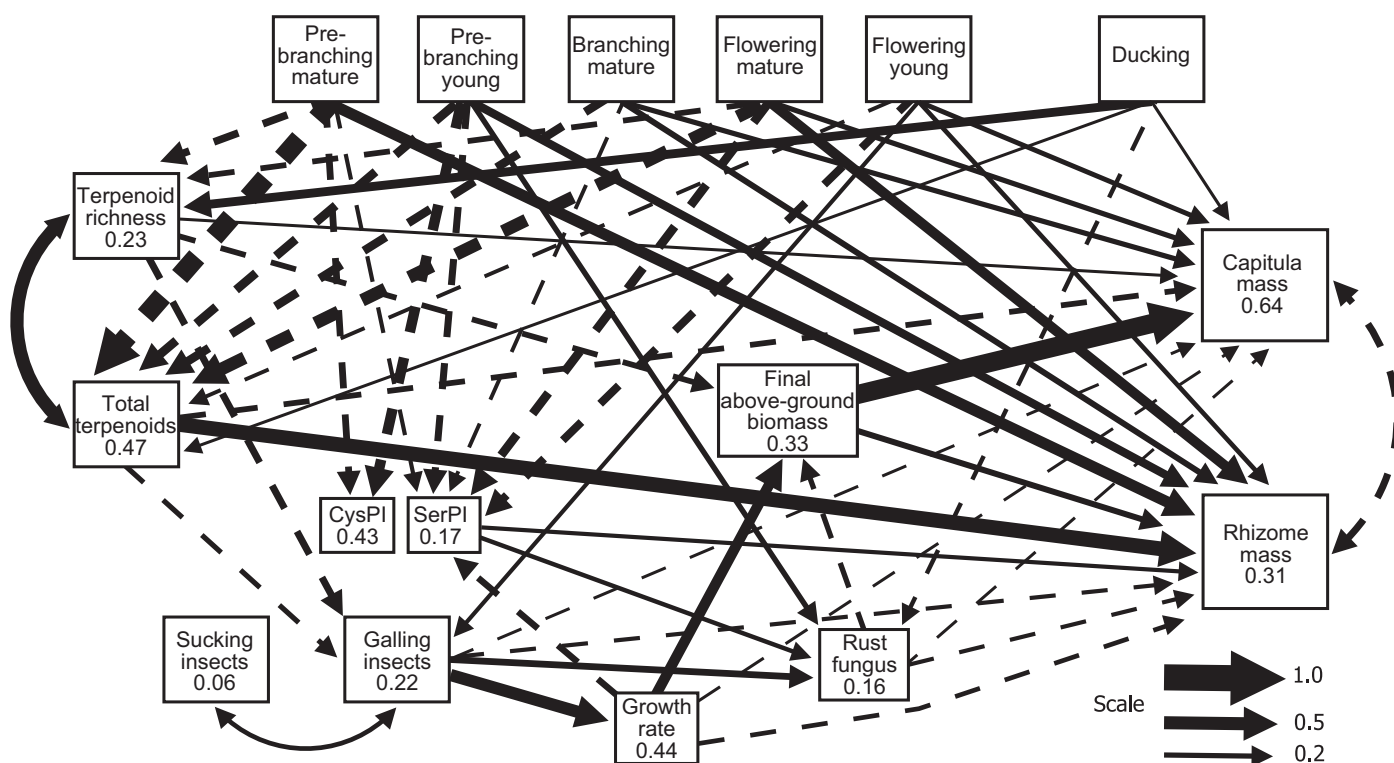 Pre-
branching
mature
Pre-
branching
young
Branching
mature
Flowering
mature
Flowering
young
Ducking
Terpenoid
richness
0.23
Capitula
mass
0.64
Total
terpenoids
0.47
Final
above-ground
biomass
0.33
CysPI
0.43
SerPI
0.17
Rhizome
mass
0.31
Sucking
insects
0.06
Galling
insects
0.22
Rust
fungus
0.16
Growth
rate
0.44
Scale
1.0
0.5
0.2